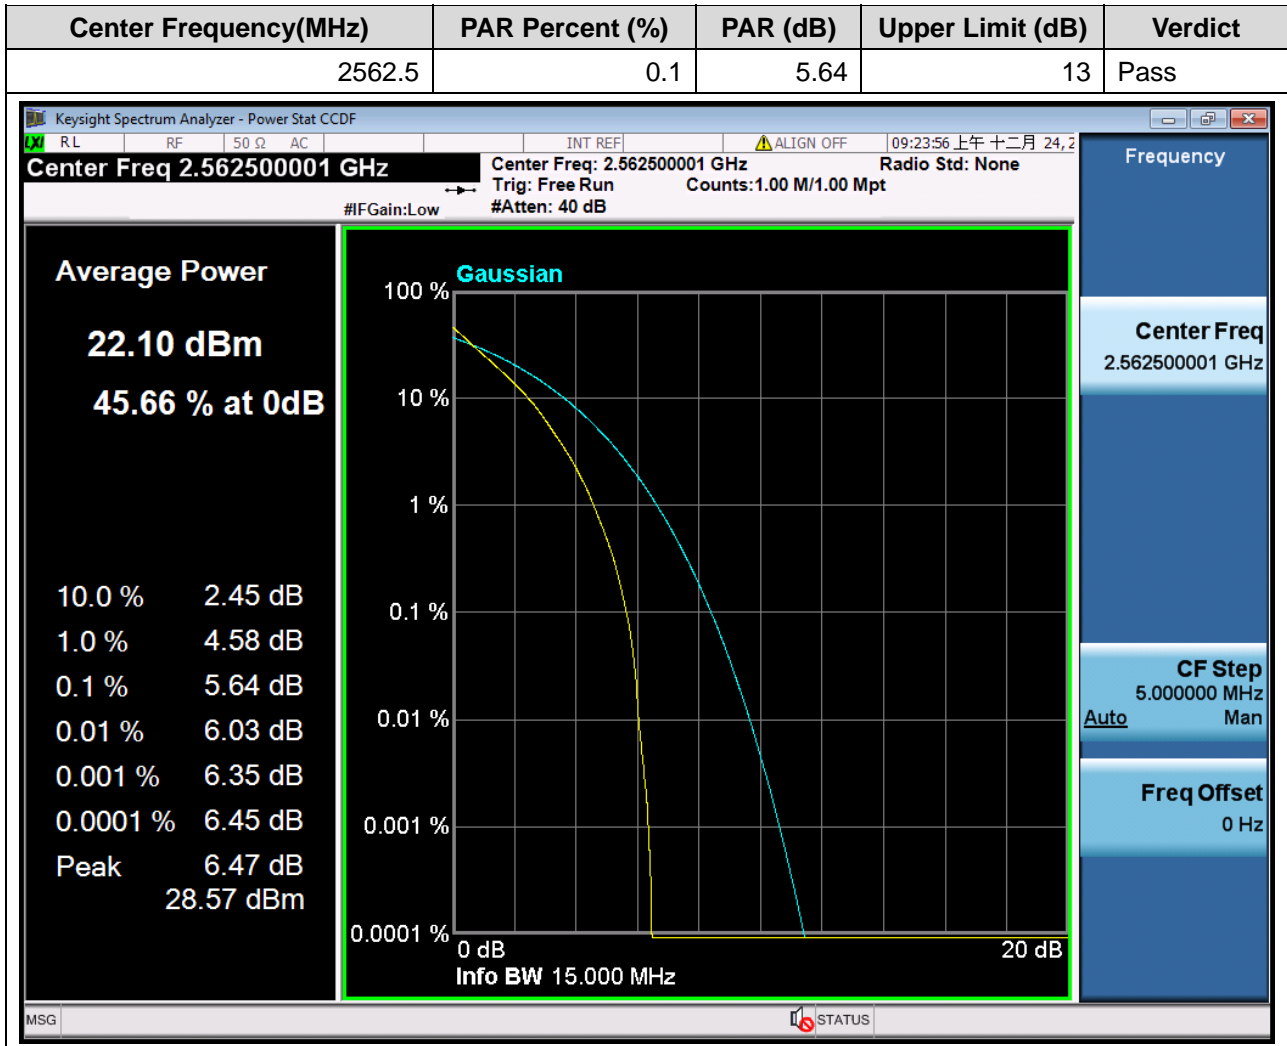 Center Frequency(MHz) PAR Percent (%) PAR (dB) Upper Limit (dB) Verdict
2562.5 0.1 5.64 13 Pass
Keysight Spectrum Analyzer - Power Stat CCDF
LXI RL RF 50 Ω AC INT REF ALIGN OFF 09:23:56 上午 十二月 24, 2
Center Freq 2.562500001 GHz
Center Freq: 2.562500001 GHz Radio Std: None
Trig: Free Run Counts:1.00 M/1.00 Mpt
#IFGain:Low #Atten: 40 dB
Average Power
22.10 dBm
45.66 % at 0dB
10.0 % 2.45 dB
1.0 % 4.58 dB
0.1 % 5.64 dB
0.01 % 6.03 dB
0.001 % 6.35 dB
0.0001 % 6.45 dB
Peak 6.47 dB
28.57 dBm
Gaussian
100 %
10 %
1 %
0.1 %
0.01 %
0.001 %
0.0001 %
0 dB 20 dB
Info BW 15.000 MHz
Frequency
Center Freq
2.562500001 GHz
CF Step
5.000000 MHz
Auto Man
Freq Offset
0 Hz
MSG STATUS